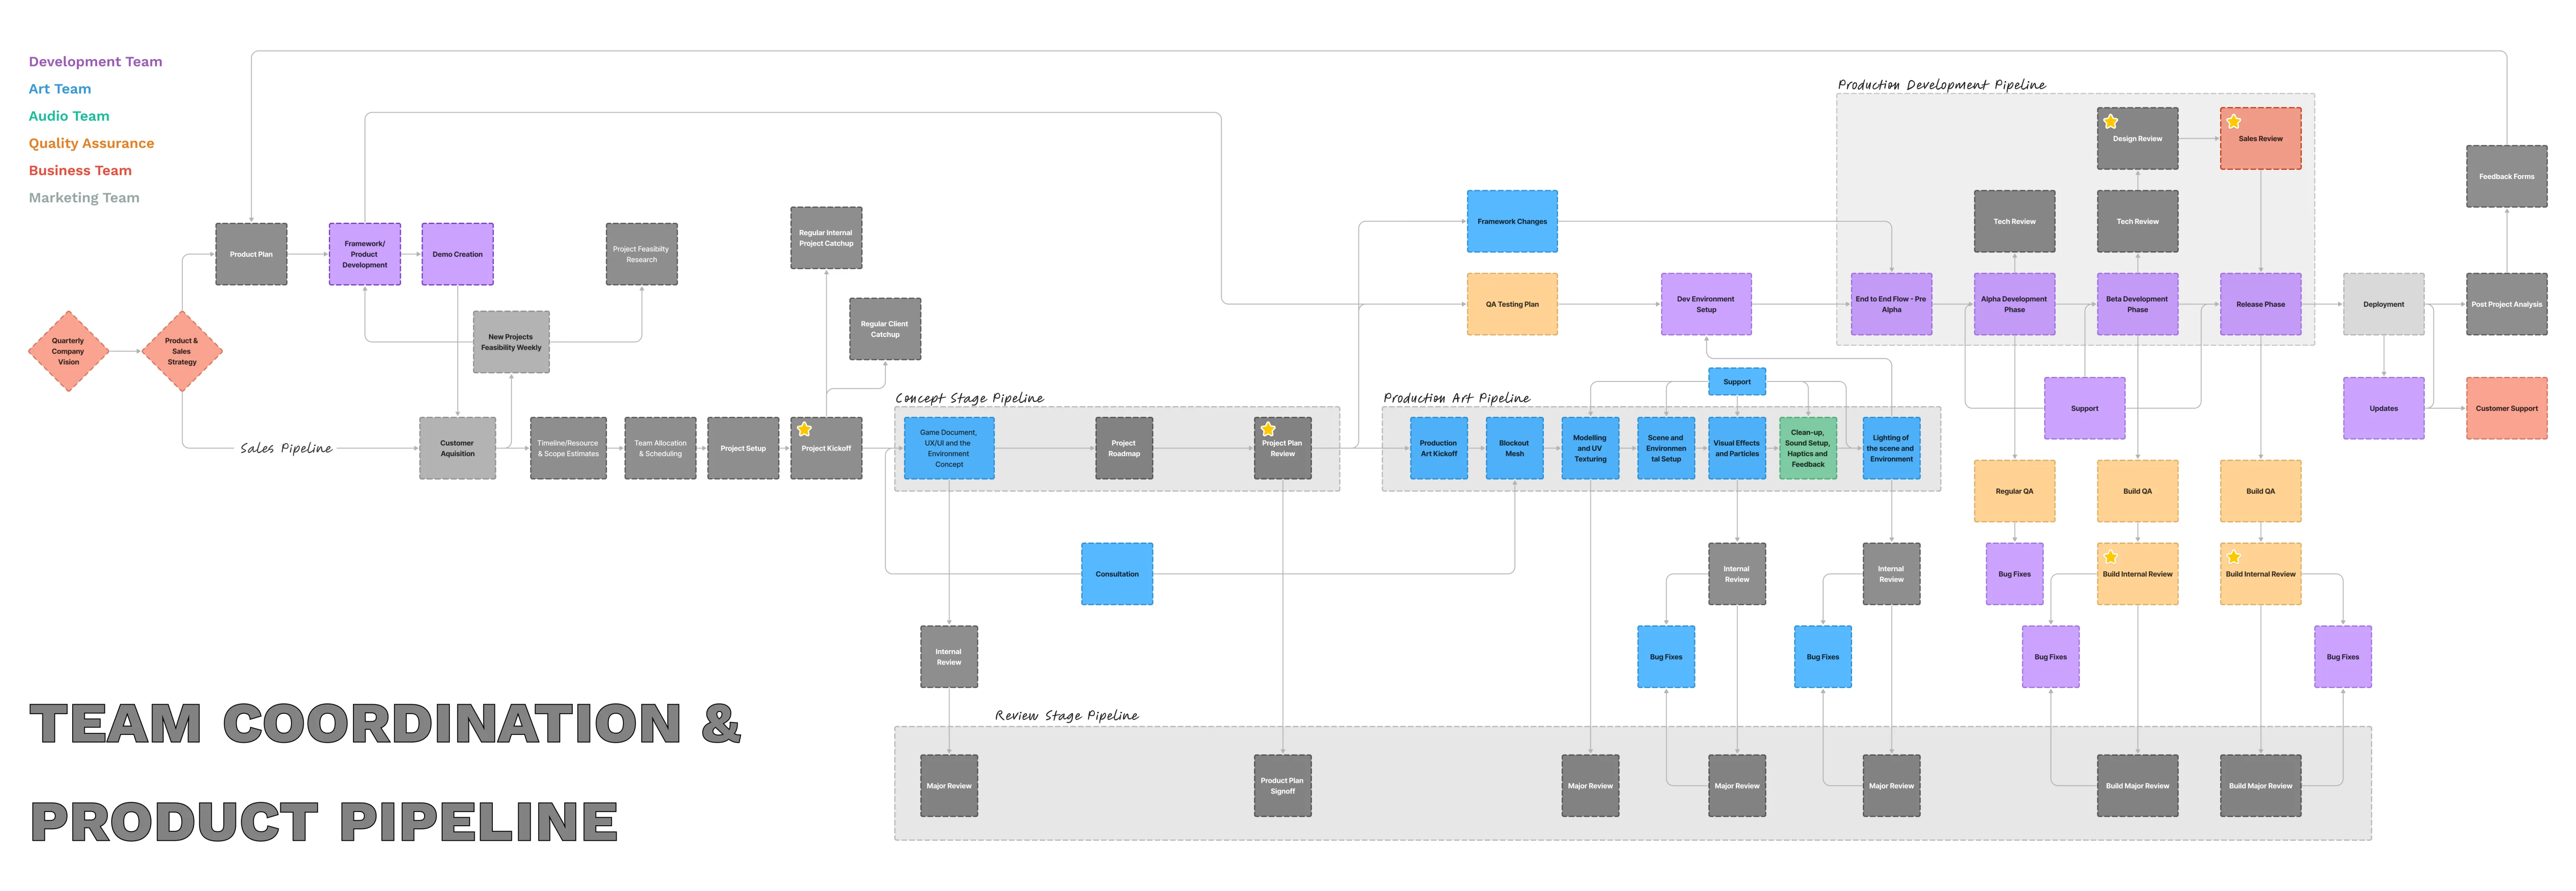 Development Team
Art Team
Audio Team
Quality Assurance
Business Team
Marketing Team
Quarterly
Company
Vision
Product &
Sales
Strategy
Product Plan
Framework/
Product
Development
Demo Creation
New Projects
Feasibility Weekly
Project Feasibilty
Research
Sales Pipeline
Customer
Aquisition
Timeline/Resource
& Scope Estimates
Team Allocation
& Scheduling
Project Setup
Project Kickoff
Regular Internal
Project Catchup
Regular Client
Catchup
Concept Stage Pipeline
Game Document,
UX/UI and the
Environment
Concept
Project
Roadmap
Project Plan
Review
Consultation
Internal
Review
Framework Changes
QA Testing Plan
Dev Environment
Setup
Production Art Pipeline
Support
Production
Art Kickoff
Blockout
Mesh
Modelling
and UV
Texturing
Scene and
Environmen
tal Setup
Visual Effects
and Particles
Clean-up,
Sound Setup,
Haptics and
Feedback
Lighting of
the scene and
Environment
Internal
Review
Internal
Review
Bug Fixes
Bug Fixes
Production Development Pipeline
Design Review
Sales Review
Tech Review
Tech Review
End to End Flow - Pre
Alpha
Alpha Development
Phase
Beta Development
Phase
Release Phase
Support
Regular QA
Build QA
Build QA
Bug Fixes
Build Internal Review
Build Internal Review
Bug Fixes
Bug Fixes
Deployment
Updates
Feedback Forms
Post Project Analysis
Customer Support
Review Stage Pipeline
Major Review
Product Plan
Signoff
Major Review
Major Review
Major Review
Build Major Review
Build Major Review
TEAM COORDINATION &
PRODUCT PIPELINE